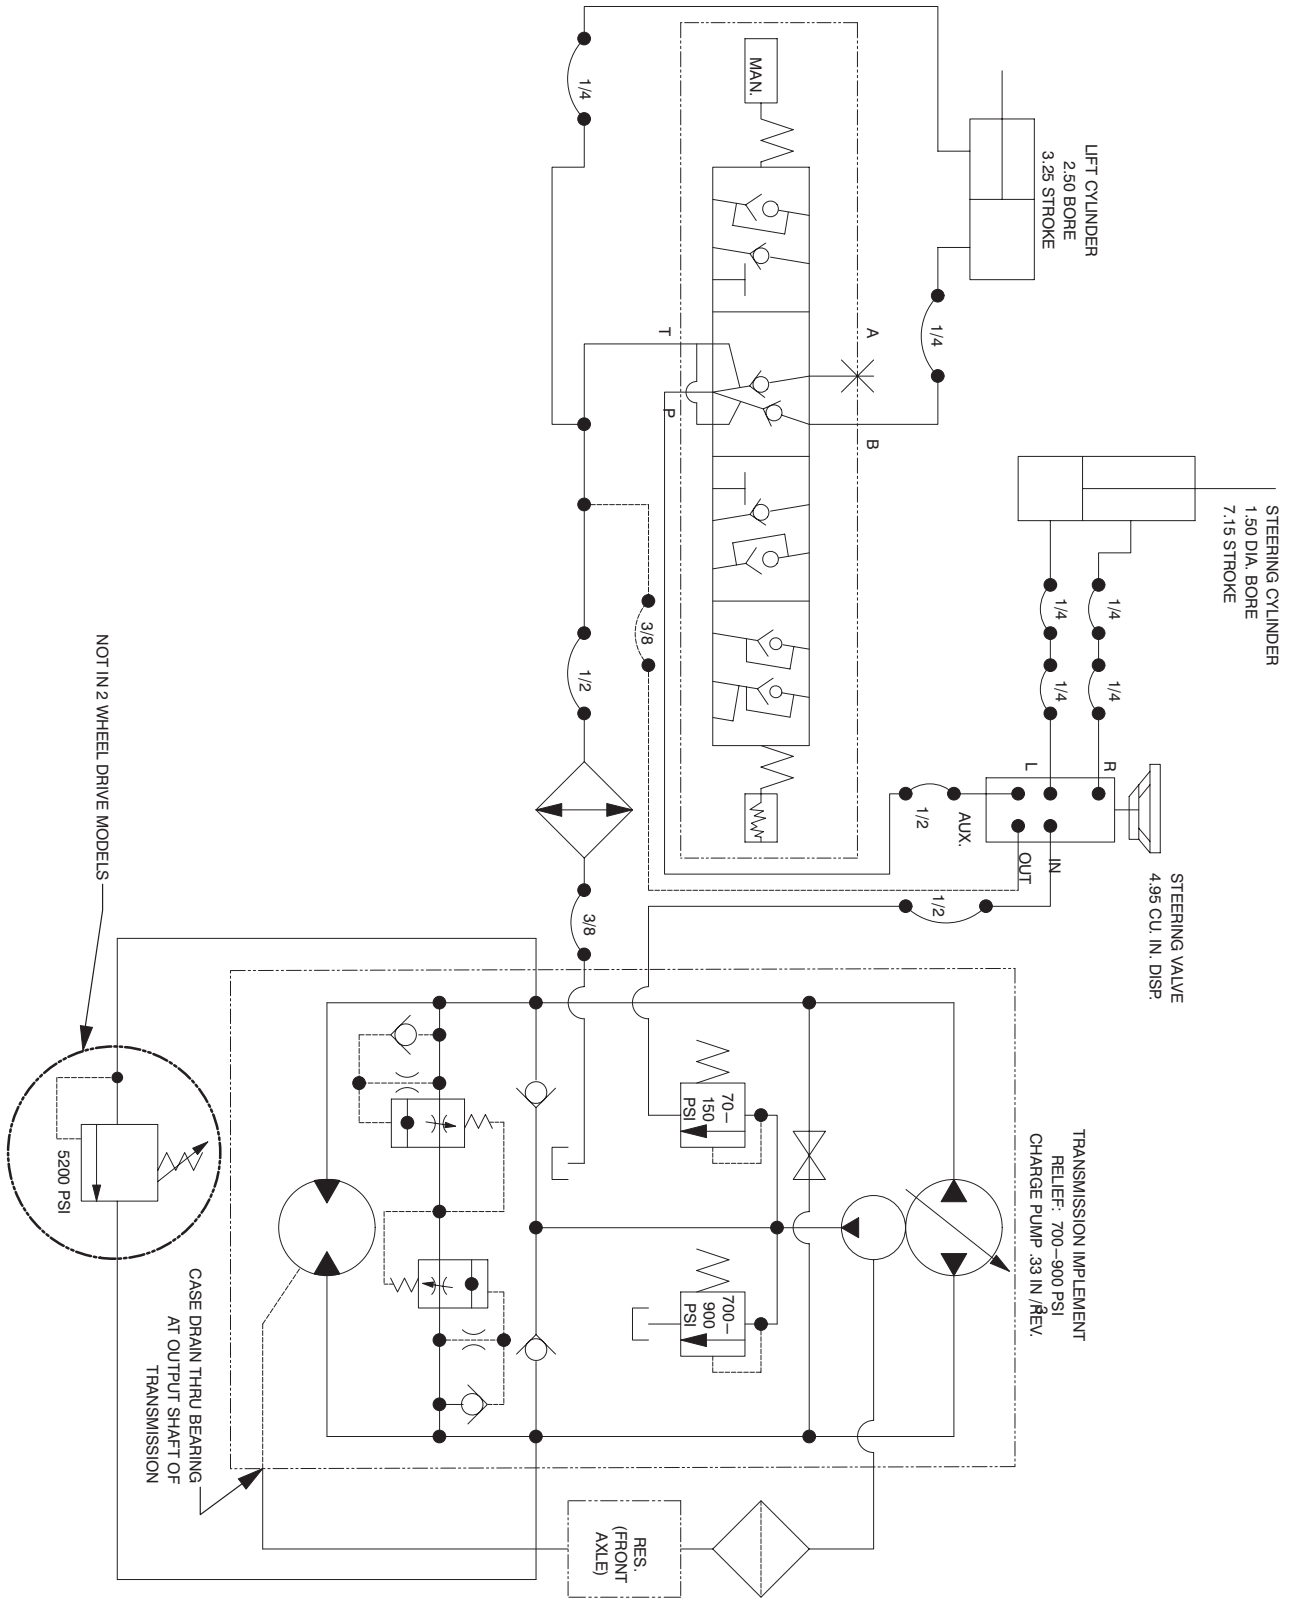 LIFT CYLINDER
2.50 BORE
3.25 STROKE
STEERING CYLINDER
1.50 DIA. BORE
7.15 STROKE
STEERING VALVE
4.95 CU. IN. DISP.
TRANSMISSION IMPLEMENT
RELIEF: 700–900 PSI
CHARGE PUMP .33 IN³/REV.
MAN.
1/4
1/4
A
B
T
P
1/4
1/4
1/4
1/4
R
L
IN
OUT
AUX.
1/2
1/2
3/8
1/2
3/8
70–
150
PSI
700–
900
PSI
RES.
(FRONT
AXLE)
CASE DRAIN THRU BEARING
AT OUTPUT SHAFT OF
TRANSMISSION
NOT IN 2 WHEEL DRIVE MODELS
5200 PSI